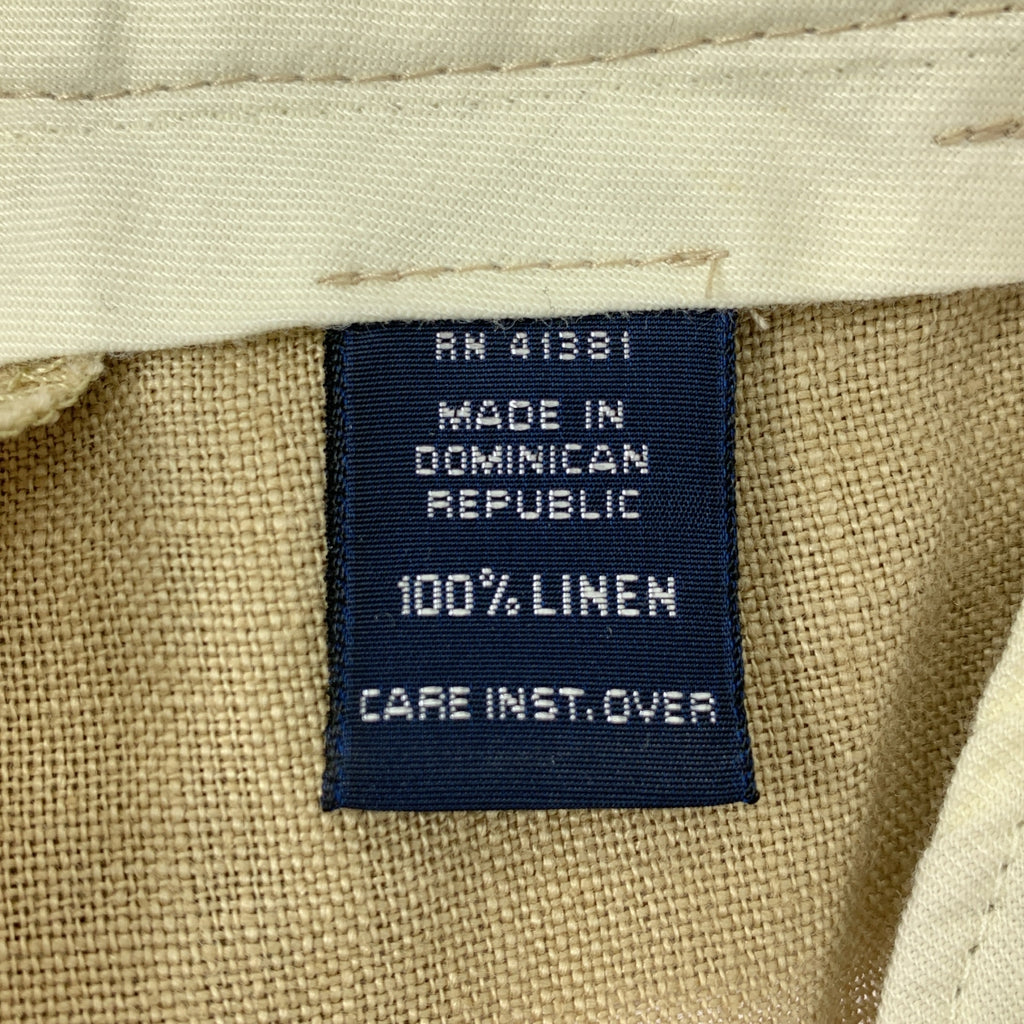 RN 41381
MADE IN
DOMINICAN
REPUBLIC
100% LINEN
CARE INST. OVER